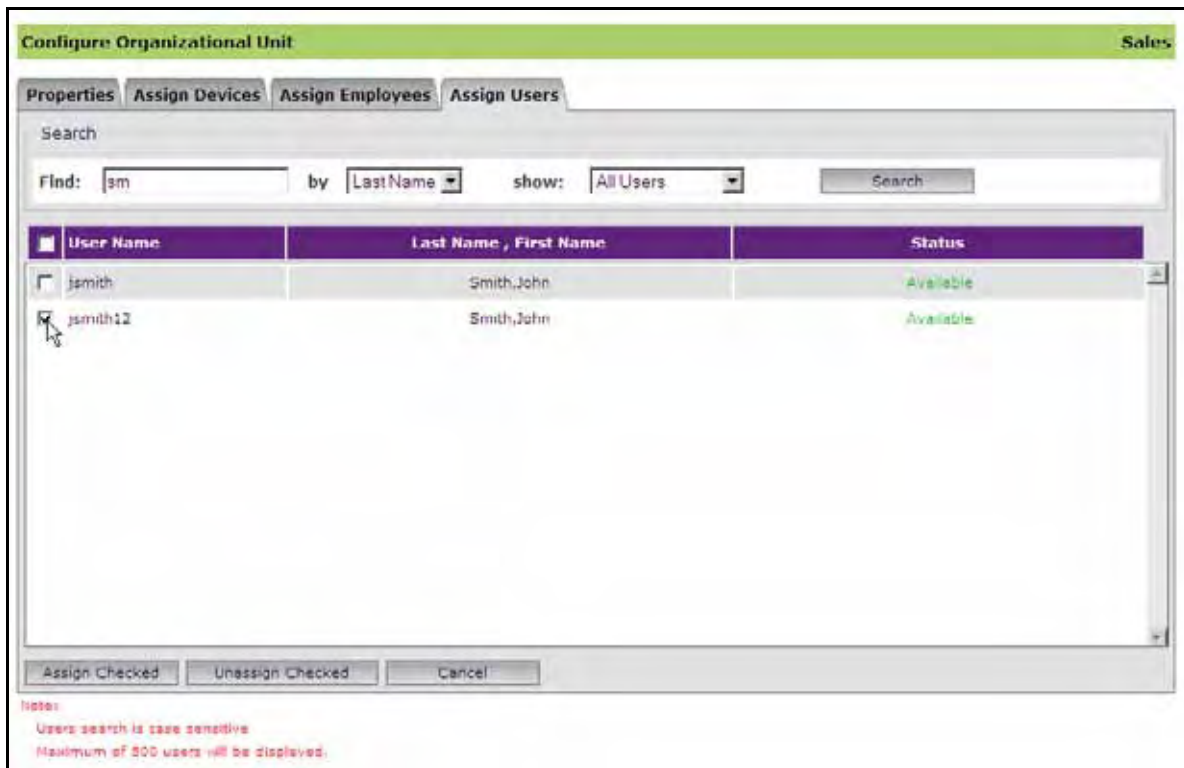 Configure Organizational Unit Sales
Properties Assign Devices Assign Employees Assign Users
Search
Find: sm by Last Name show: All Users Search
User Name Last Name , First Name Status
jsmith Smith,John Available
jsmith12 Smith,John Available
Assign Checked Unassign Checked Cancel
Note:
Users search is case sensitive
Maximum of 500 users will be displayed.